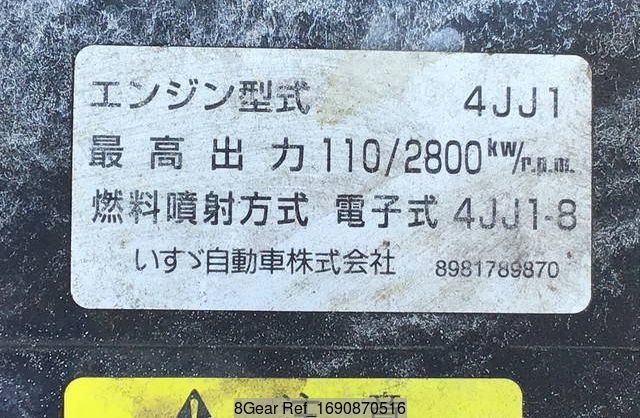 エンジン型式 4JJ1
最高出力 110/2800 kw/r.p.m.
燃料噴射方式 電子式 4JJ1-8
いすゞ自動車株式会社 8981789870
注意
8Gear Ref_1690870516